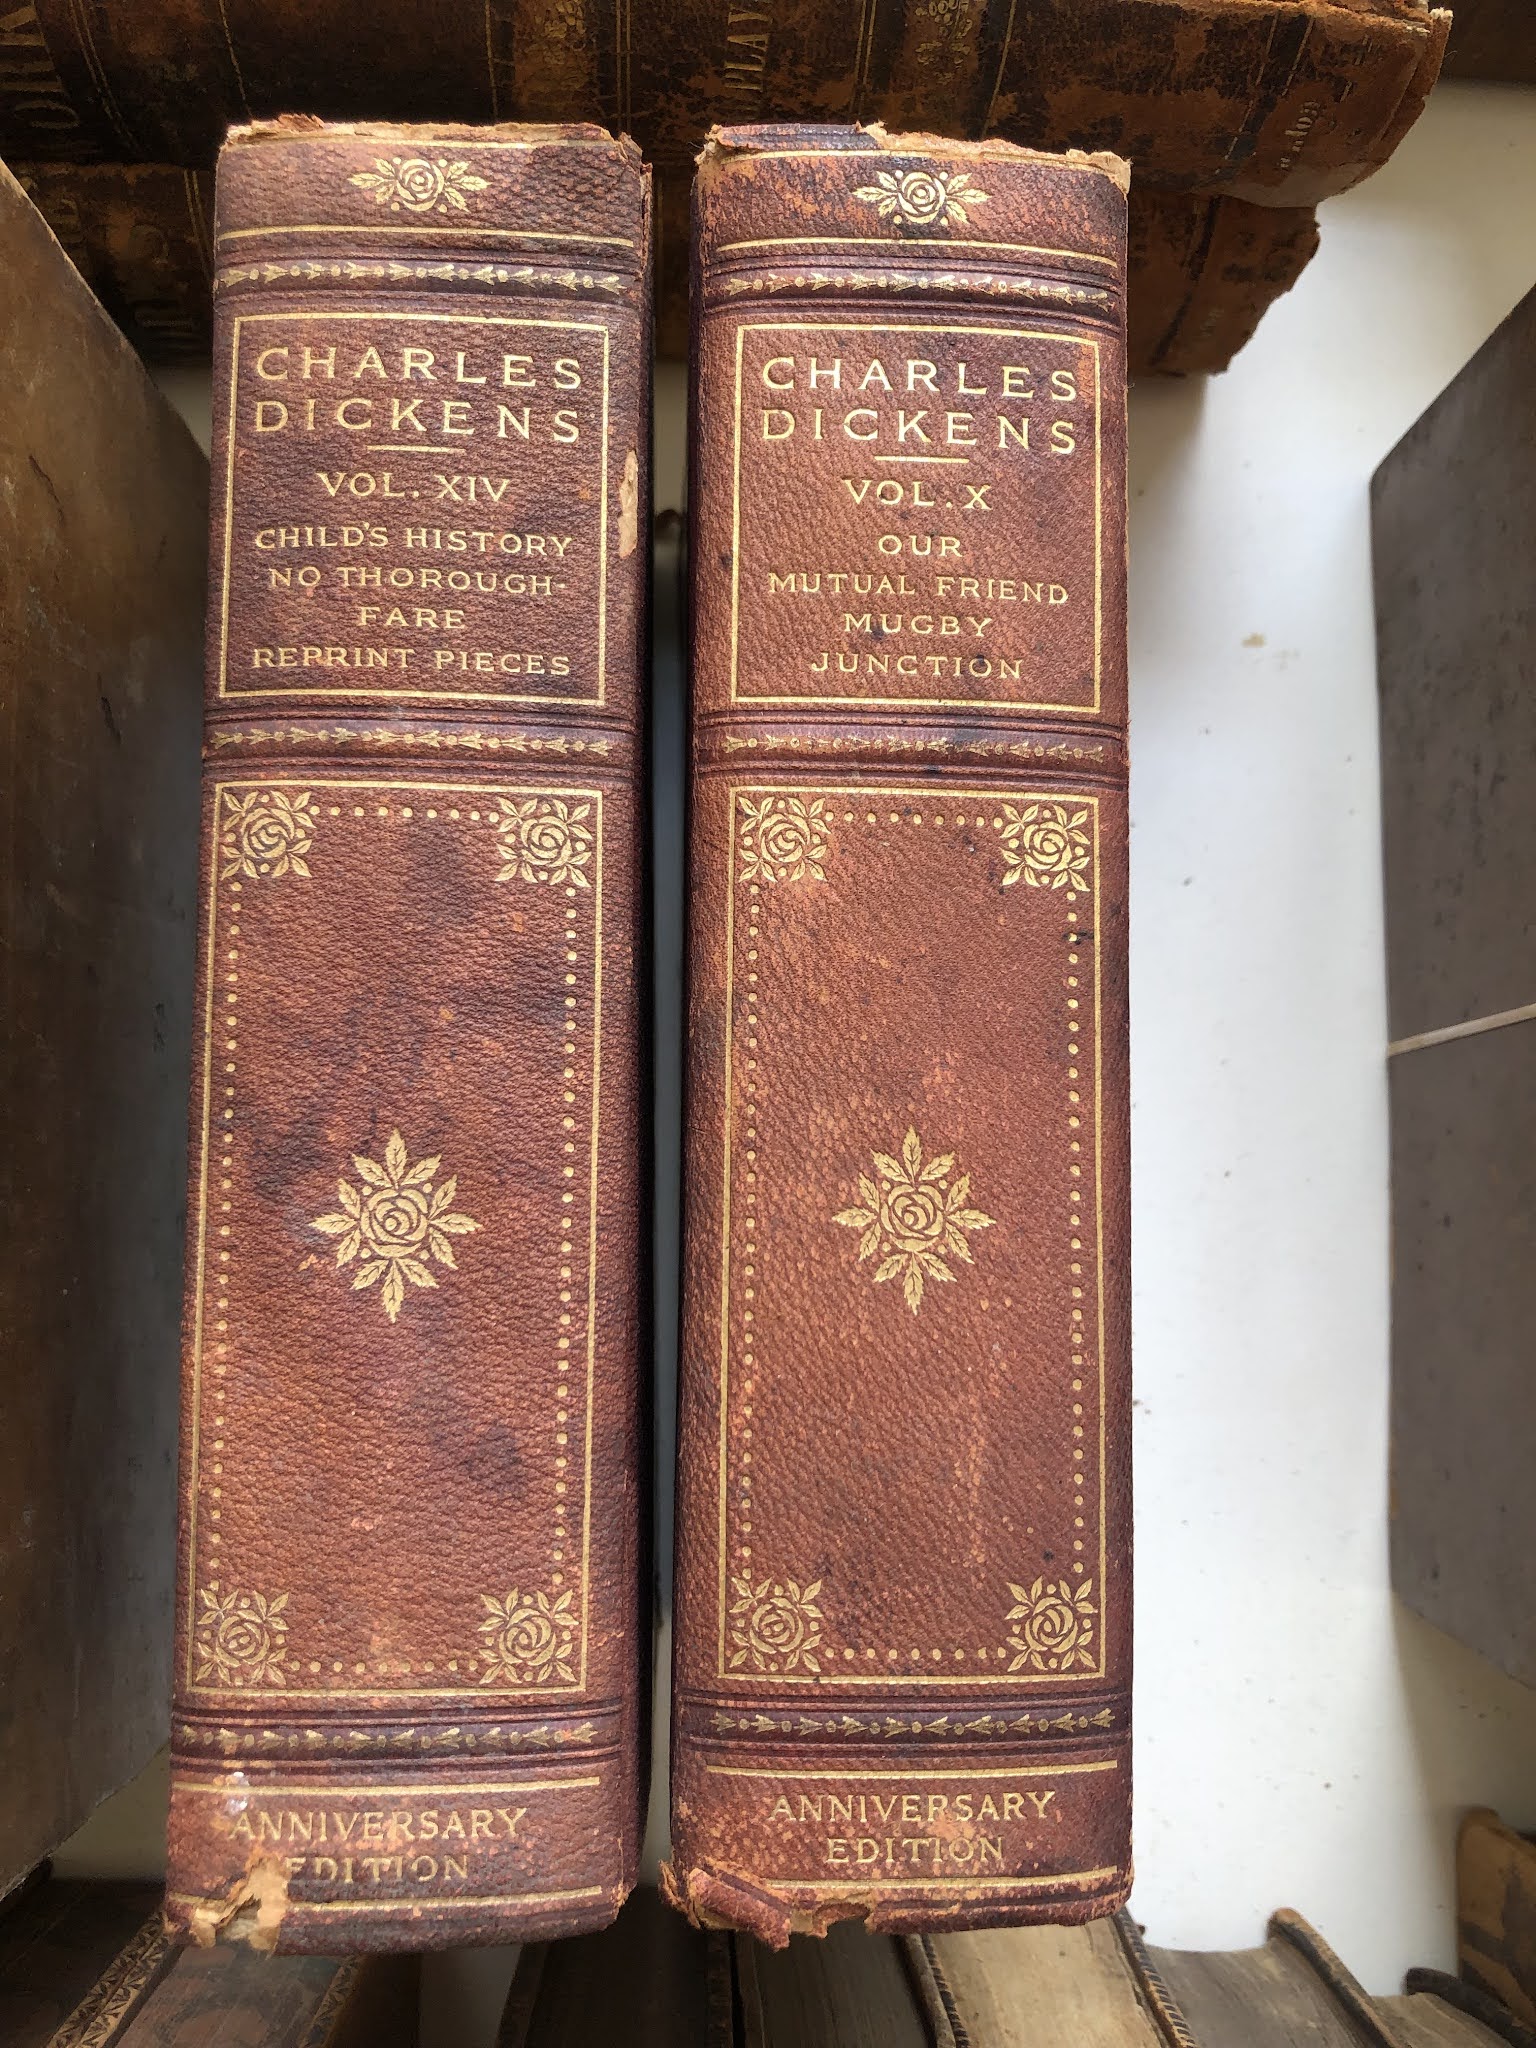 CHARLES
DICKENS
VOL. XIV
CHILD'S HISTORY
NO THOROUGH-
FARE
REPRINT PIECES
ANNIVERSARY
EDITION
CHARLES
DICKENS
VOL. X
OUR
MUTUAL FRIEND
MUGBY
JUNCTION
ANNIVERSARY
EDITION